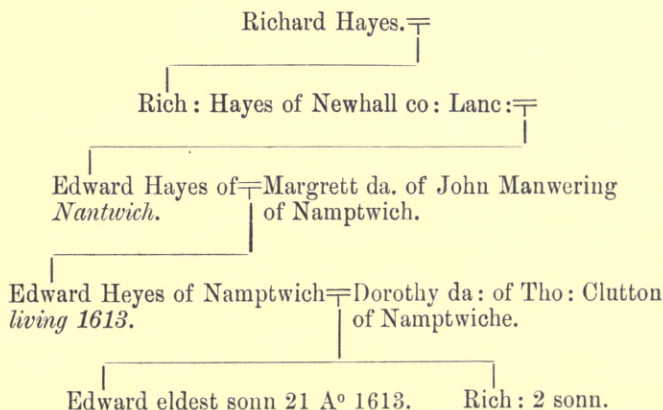 Richard Hayes.
Rich : Hayes of Newhall co : Lanc :
Edward Hayes of Margrett da. of John Manwering
Nantwich. of Namptwich.
Edward Heyes of Namptwich Dorothy da : of Tho : Clutton
living 1613. of Namptwiche.
Edward eldest sonn 21 Aº 1613. Rich : 2 sonn.